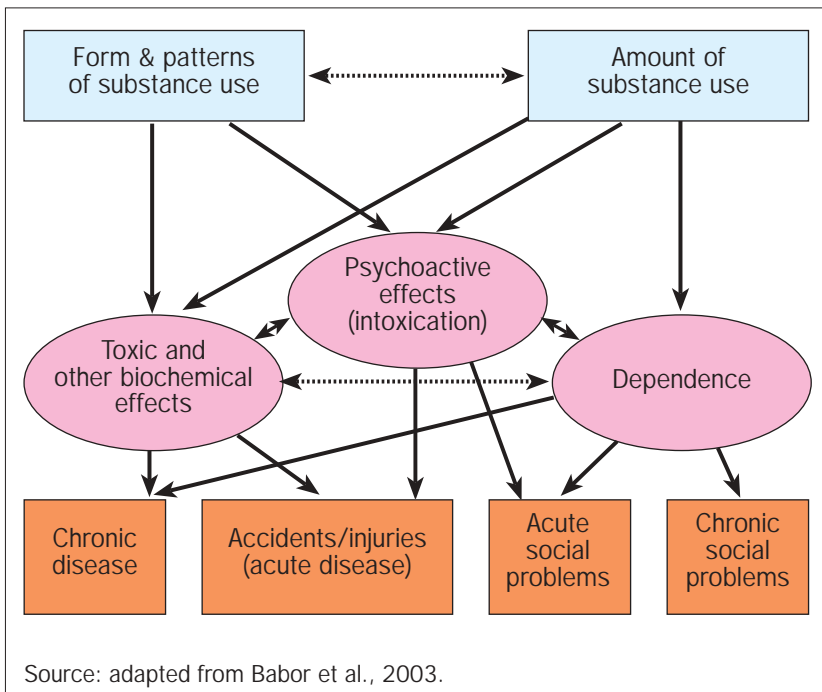 Form & patterns
of substance use
Amount of
substance use
Psychoactive
effects
(intoxication)
Toxic and
other biochemical
effects
Dependence
Chronic
disease
Accidents/injuries
(acute disease)
Acute
social
problems
Chronic
social
problems
Source: adapted from Babor et al., 2003.